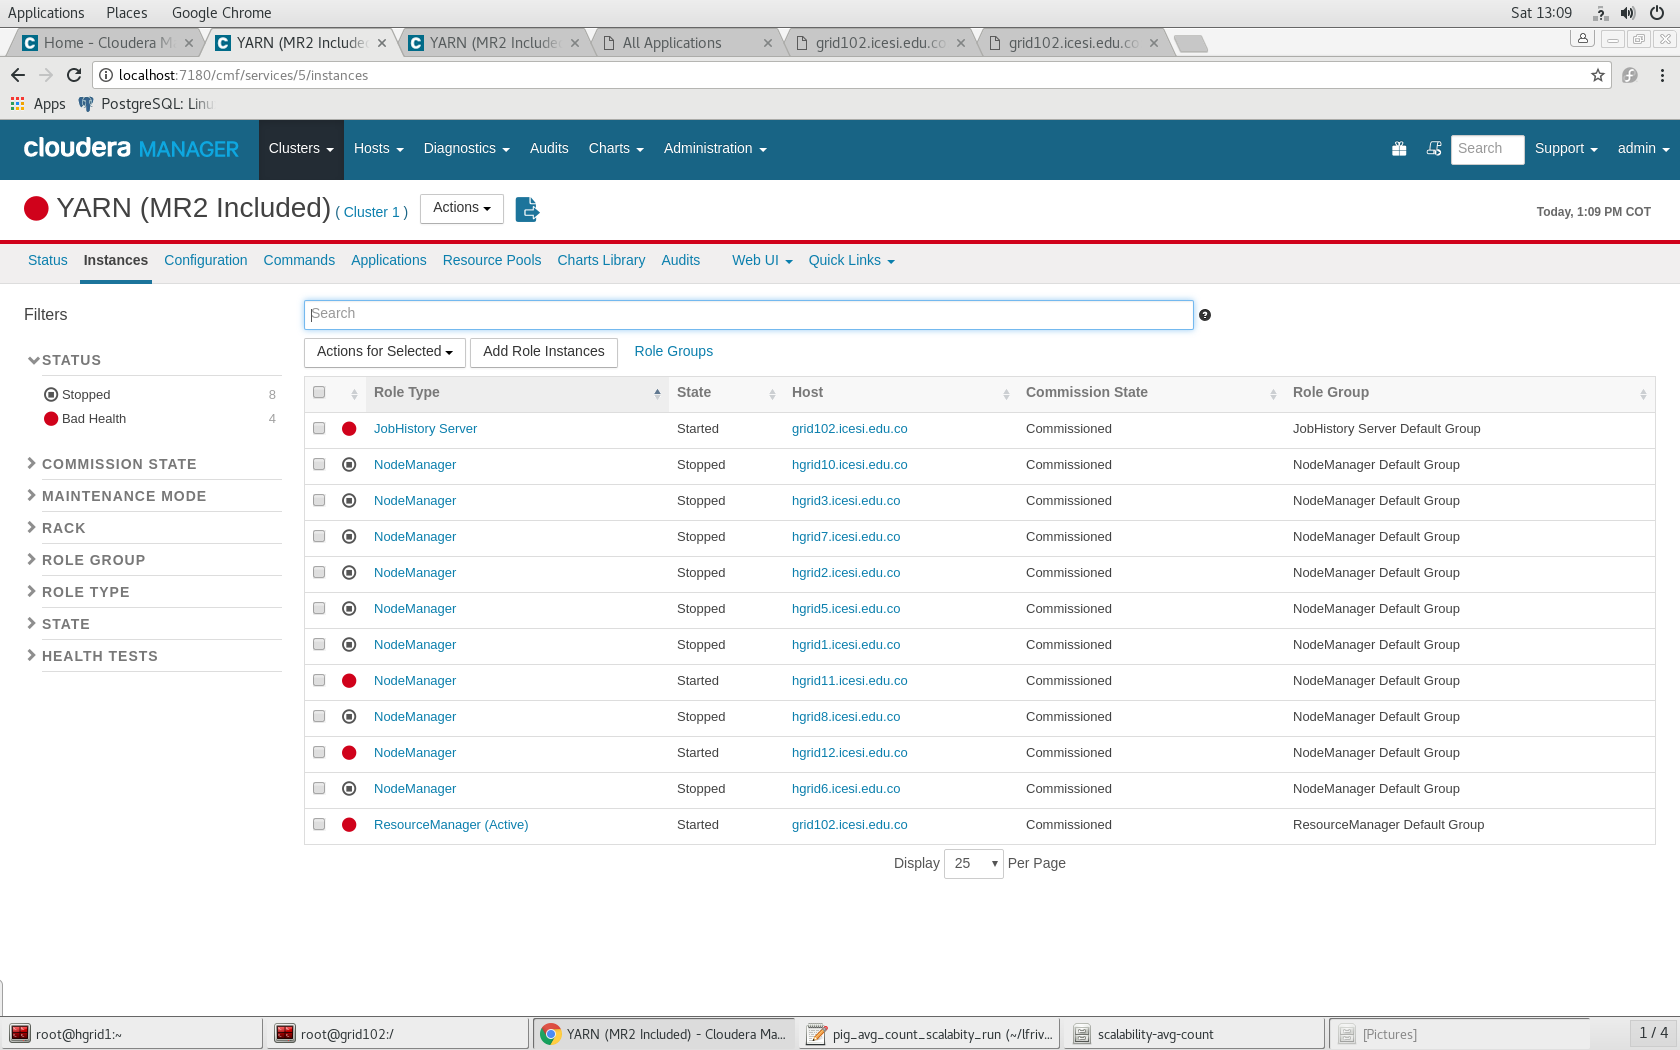 Applications Places Google Chrome Sat 13:09
Home - Cloudera M YARN (MR2 Include YARN (MR2 Include All Applications grid102.icesi.edu.co grid102.icesi.edu.co
localhost:7180/cmf/services/5/instances
Apps PostgreSQL: Linu
cloudera MANAGER Clusters Hosts Diagnostics Audits Charts Administration Search Support admin
YARN (MR2 Included) ( Cluster 1 ) Actions Today, 1:09 PM COT
Status Instances Configuration Commands Applications Resource Pools Charts Library Audits Web UI Quick Links
Filters
Search
STATUS
Stopped 8
Bad Health 4
COMMISSION STATE
MAINTENANCE MODE
RACK
ROLE GROUP
ROLE TYPE
STATE
HEALTH TESTS
Actions for Selected Add Role Instances Role Groups
Role Type State Host Commission State Role Group
JobHistory Server Started grid102.icesi.edu.co Commissioned JobHistory Server Default Group
NodeManager Stopped hgrid10.icesi.edu.co Commissioned NodeManager Default Group
NodeManager Stopped hgrid3.icesi.edu.co Commissioned NodeManager Default Group
NodeManager Stopped hgrid7.icesi.edu.co Commissioned NodeManager Default Group
NodeManager Stopped hgrid2.icesi.edu.co Commissioned NodeManager Default Group
NodeManager Stopped hgrid5.icesi.edu.co Commissioned NodeManager Default Group
NodeManager Stopped hgrid1.icesi.edu.co Commissioned NodeManager Default Group
NodeManager Started hgrid11.icesi.edu.co Commissioned NodeManager Default Group
NodeManager Stopped hgrid8.icesi.edu.co Commissioned NodeManager Default Group
NodeManager Started hgrid12.icesi.edu.co Commissioned NodeManager Default Group
NodeManager Stopped hgrid6.icesi.edu.co Commissioned NodeManager Default Group
ResourceManager (Active) Started grid102.icesi.edu.co Commissioned ResourceManager Default Group
Display 25 Per Page
root@hgrid1:~ root@grid102:/ YARN (MR2 Included) - Cloudera Ma... pig_avg_count_scalabity_run (~/lfriv... scalability-avg-count [Pictures] 1 / 4